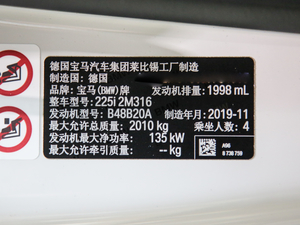 德国宝马汽车集团莱比锡工厂制造
制造国：德国
品牌：宝马(BMW)牌 发动机排量：1998 mL
整车型号：225i 2M316
发动机型号：B48B20A 制造年月：2019-11
最大允许总质量：2010 kg 乘坐人数：4
发动机最大净功率：135 kW
最大允许牵引质量：-- kg
A96